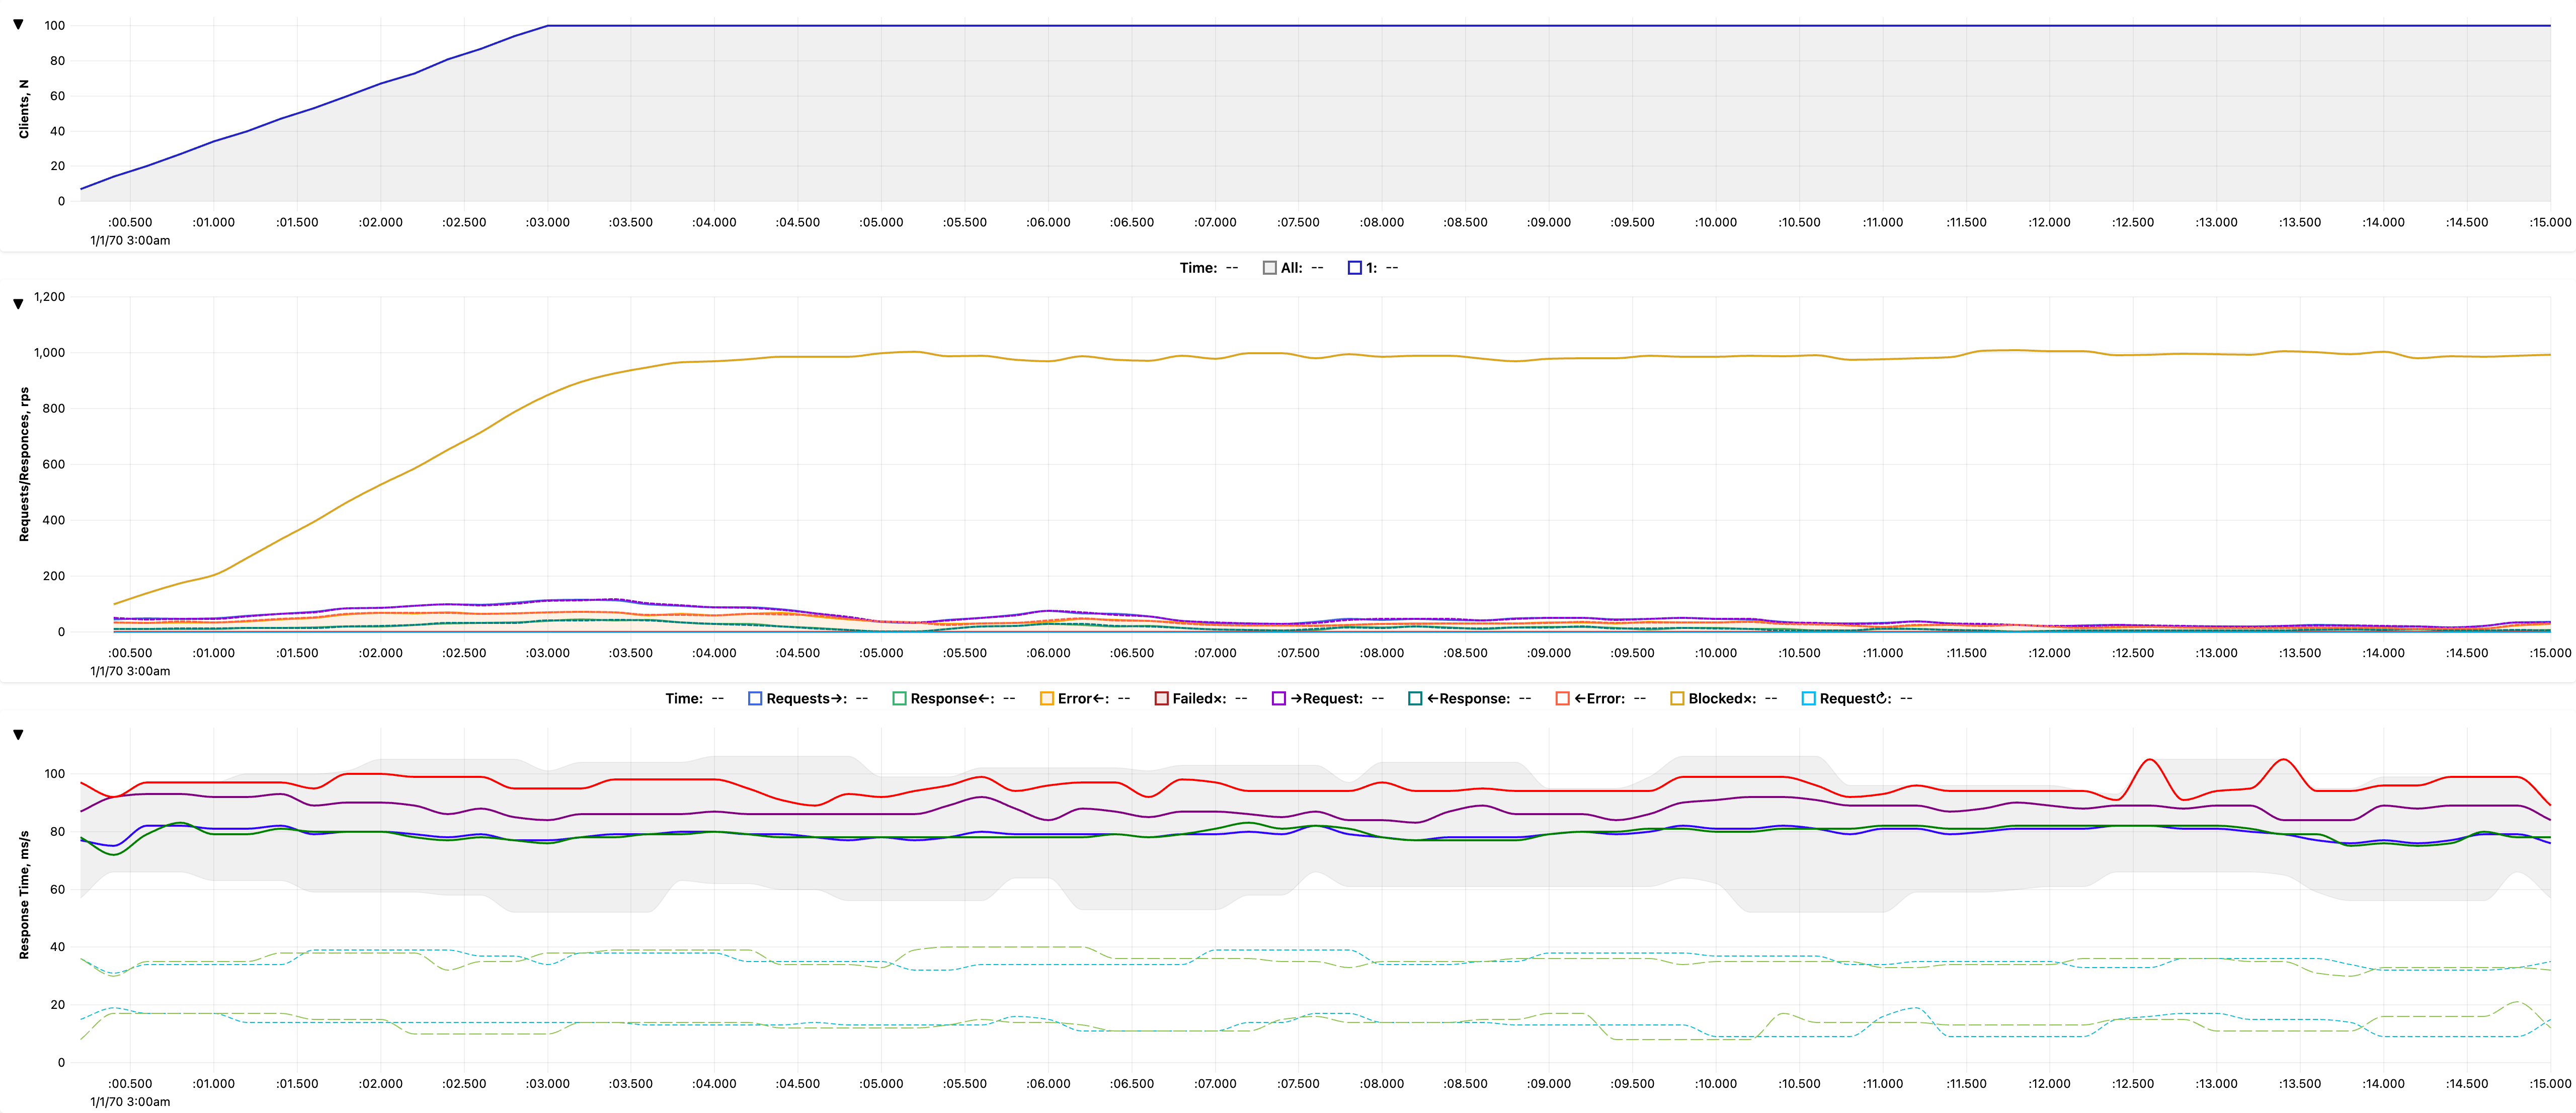 ▼
Clients, N
100
80
60
40
20
0
:00.500 :01.000 :01.500 :02.000 :02.500 :03.000 :03.500 :04.000 :04.500 :05.000 :05.500 :06.000 :06.500 :07.000 :07.500 :08.000 :08.500 :09.000 :09.500 :10.000 :10.500 :11.000 :11.500 :12.000 :12.500 :13.000 :13.500 :14.000 :14.500 :15.000
1/1/70 3:00am
Time: -- All: -- 1: --
▼
Requests/Responces, rps
1,200
1,000
800
600
400
200
0
:00.500 :01.000 :01.500 :02.000 :02.500 :03.000 :03.500 :04.000 :04.500 :05.000 :05.500 :06.000 :06.500 :07.000 :07.500 :08.000 :08.500 :09.000 :09.500 :10.000 :10.500 :11.000 :11.500 :12.000 :12.500 :13.000 :13.500 :14.000 :14.500 :15.000
1/1/70 3:00am
Time: -- Requests→: -- Response←: -- Error←: -- Failed×: -- →Request: -- ←Response: -- ←Error: -- Blocked×: -- Request↻: --
▼
Response Time, ms/s
100
80
60
40
20
0
:00.500 :01.000 :01.500 :02.000 :02.500 :03.000 :03.500 :04.000 :04.500 :05.000 :05.500 :06.000 :06.500 :07.000 :07.500 :08.000 :08.500 :09.000 :09.500 :10.000 :10.500 :11.000 :11.500 :12.000 :12.500 :13.000 :13.500 :14.000 :14.500 :15.000
1/1/70 3:00am